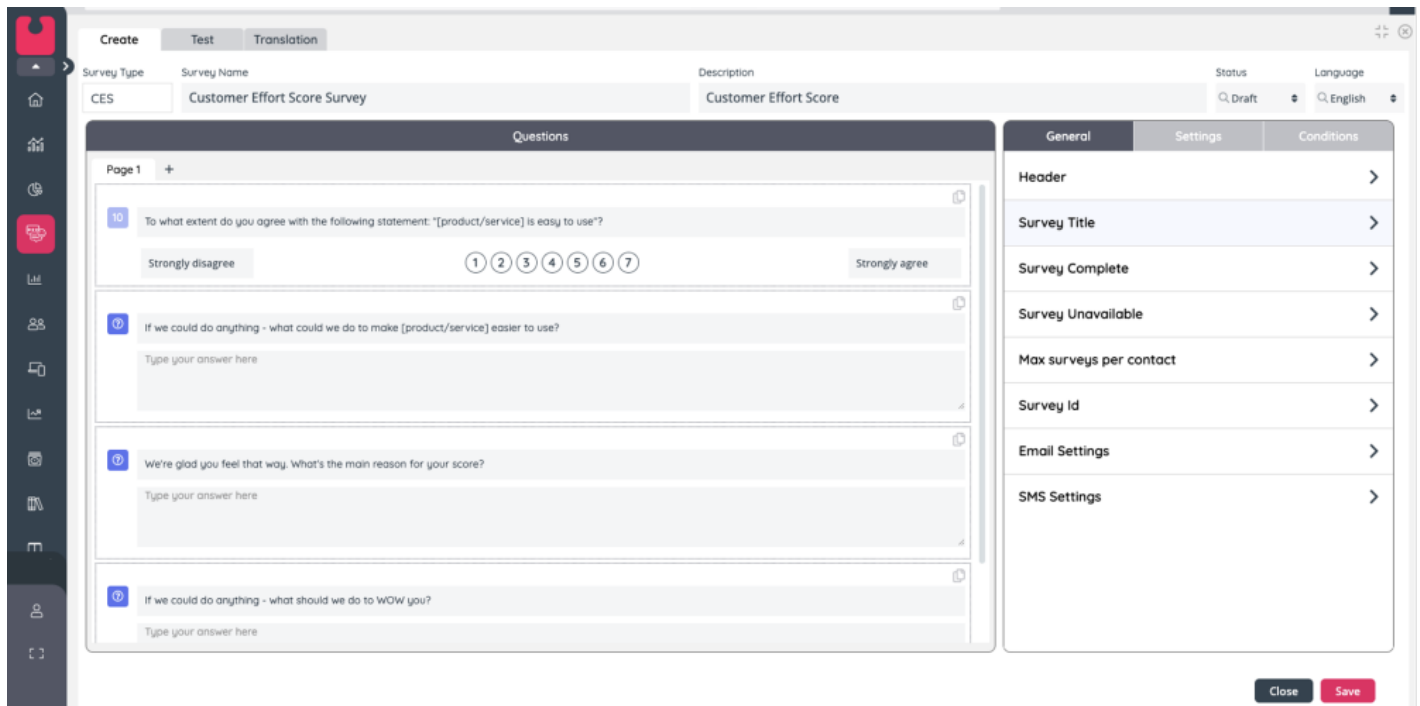 Create Test Translation
Survey Type Survey Name Description Status Language
CES Customer Effort Score Survey Customer Effort Score Draft English
Questions
Page 1 +
10 To what extent do you agree with the following statement: "[product/service] is easy to use"?
Strongly disagree 1 2 3 4 5 6 7 Strongly agree
If we could do anything - what could we do to make [product/service] easier to use?
Type your answer here
We're glad you feel that way. What's the main reason for your score?
Type your answer here
If we could do anything - what should we do to WOW you?
Type your answer here
General Settings Conditions
Header
Survey Title
Survey Complete
Survey Unavailable
Max surveys per contact
Survey Id
Email Settings
SMS Settings
Close Save